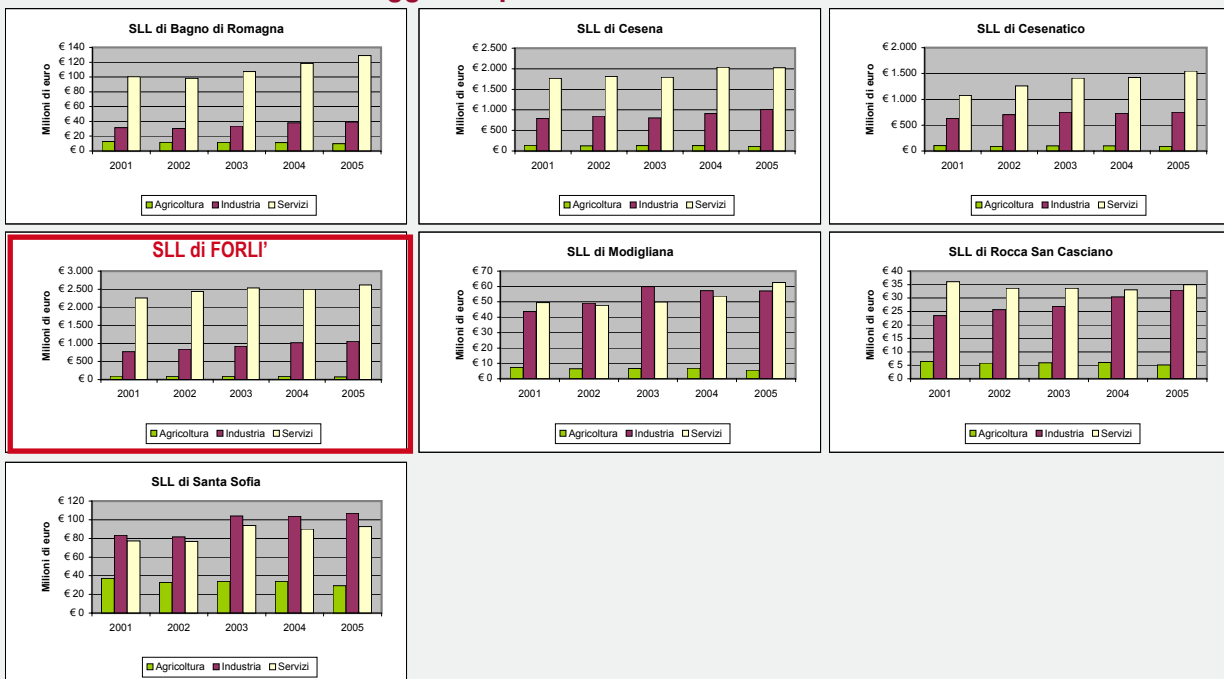 SLL di Bagno di Romagna
Milioni di euro
€ 140
€ 120
€ 100
€ 80
€ 60
€ 40
€ 20
€ 0
2001 2002 2003 2004 2005
Agricoltura Industria Servizi
SLL di Cesena
Milioni di euro
€ 2.500
€ 2.000
€ 1.500
€ 1.000
€ 500
€ 0
2001 2002 2003 2004 2005
Agricoltura Industria Servizi
SLL di Cesenatico
Milioni di euro
€ 2.000
€ 1.500
€ 1.000
€ 500
€ 0
2001 2002 2003 2004 2005
Agricoltura Industria Servizi
SLL di FORLI’
Milioni di euro
€ 3.000
€ 2.500
€ 2.000
€ 1.500
€ 1.000
€ 500
€ 0
2001 2002 2003 2004 2005
Agricoltura Industria Servizi
SLL di Modigliana
Milioni di euro
€ 70
€ 60
€ 50
€ 40
€ 30
€ 20
€ 10
€ 0
2001 2002 2003 2004 2005
Agricoltura Industria Servizi
SLL di Rocca San Casciano
Milioni di euro
€ 40
€ 35
€ 30
€ 25
€ 20
€ 15
€ 10
€ 5
€ 0
2001 2002 2003 2004 2005
Agricoltura Industria Servizi
SLL di Santa Sofia
Milioni di euro
€ 120
€ 100
€ 80
€ 60
€ 40
€ 20
€ 0
2001 2002 2003 2004 2005
Agricoltura Industria Servizi